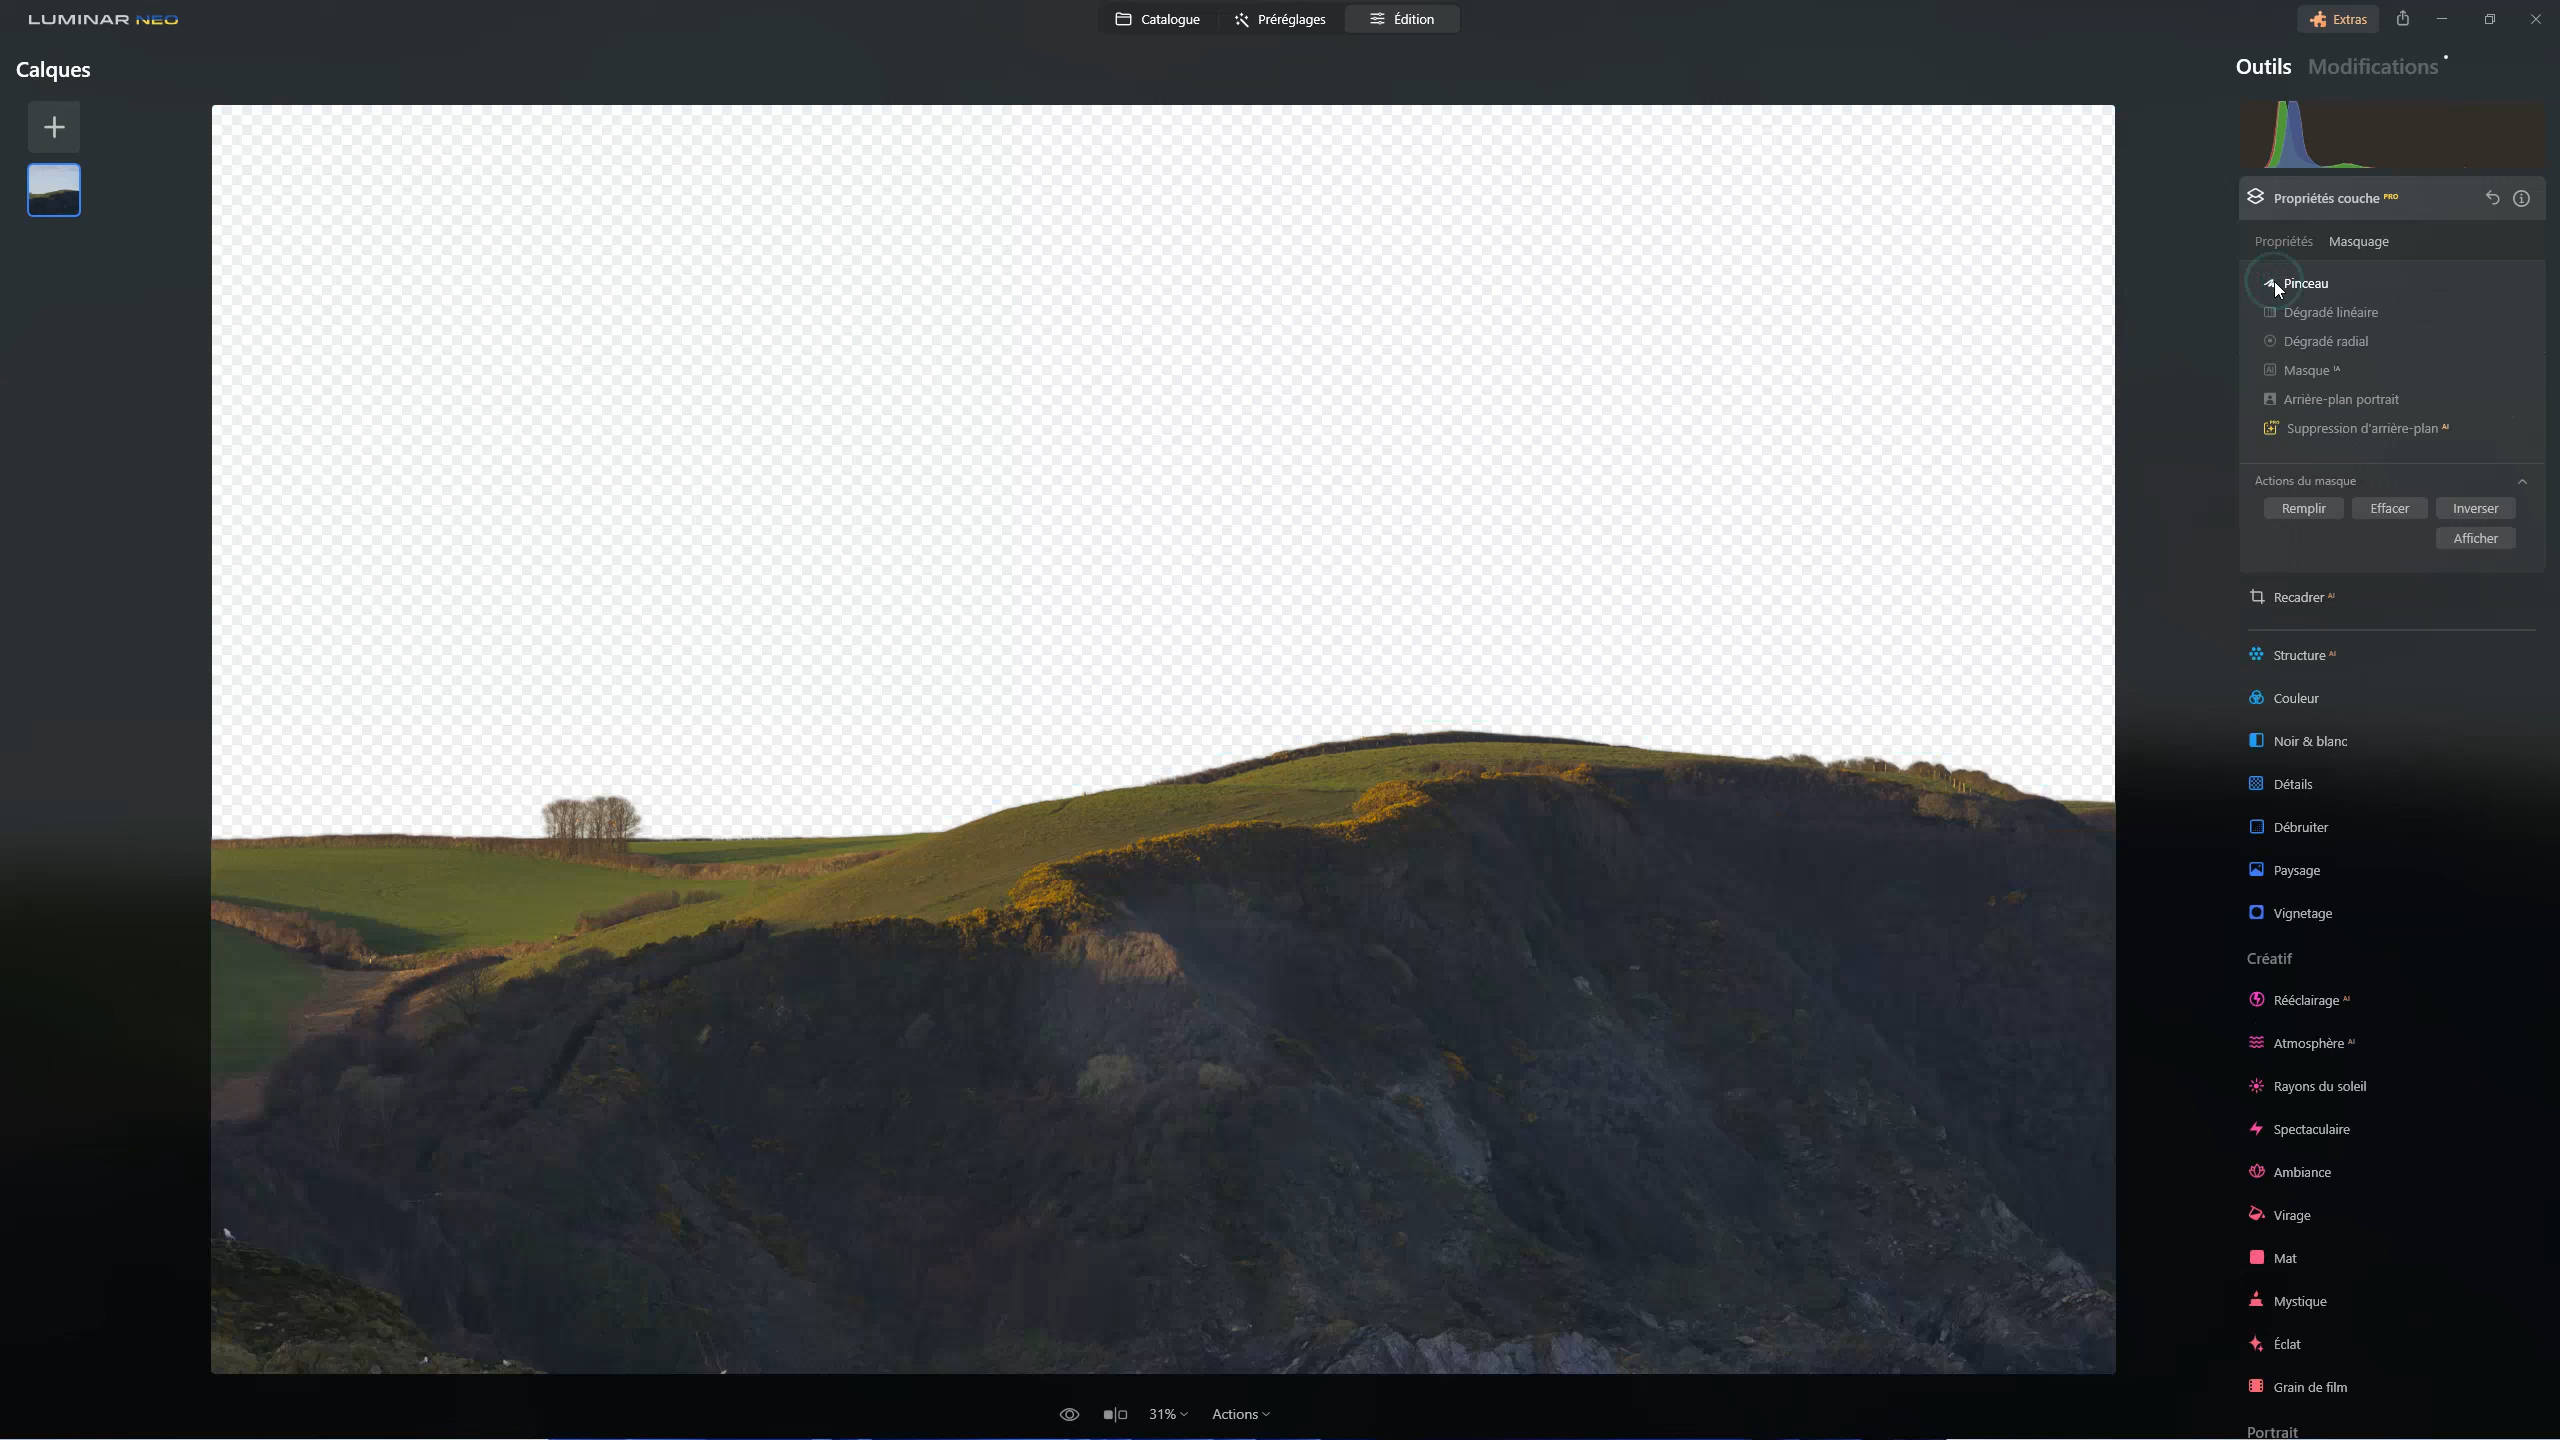 LUMINAR NEO
Catalogue
Préréglages
Édition
Extras
Calques
Outils Modifications
Propriétés couche PRO
Propriétés Masquage
Pinceau
Dégradé linéaire
Dégradé radial
Masque IA
Arrière-plan portrait
Suppression d'arrière-plan AI
Actions du masque
Remplir Effacer Inverser
Afficher
Recadrer AI
Structure AI
Couleur
Noir & blanc
Détails
Débruiter
Paysage
Vignetage
Créatif
Rééclairage AI
Atmosphère AI
Rayons du soleil
Spectaculaire
Ambiance
Virage
Mat
Mystique
Éclat
Grain de film
Portrait
31% Actions